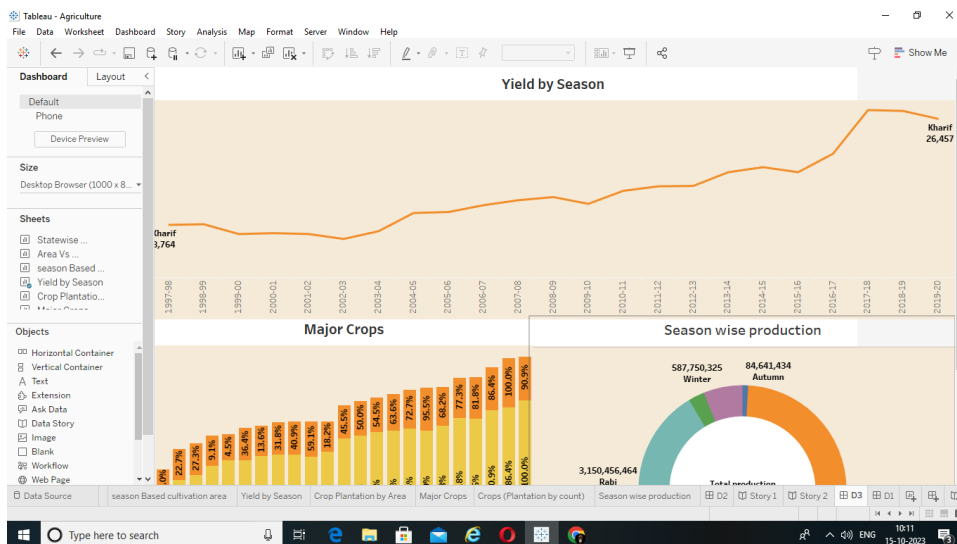 Tableau - Agriculture
File Data Worksheet Dashboard Story Analysis Map Format Server Window Help
Show Me
Dashboard Layout
Default
Phone
Device Preview
Size
Desktop Browser (1000 x 8...
Sheets
Statewise ...
Area Vs ...
season Based ...
Yield by Season
Crop Plantatio...
Objects
Horizontal Container
Vertical Container
Text
Extension
Ask Data
Data Story
Image
Blank
Workflow
Web Page
Yield by Season
Kharif
26,457
3,764
1997-98
1998-99
1999-00
2000-01
2001-02
2002-03
2003-04
2004-05
2005-06
2006-07
2007-08
2008-09
2009-10
2010-11
2011-12
2012-13
2013-14
2014-15
2015-16
2016-17
2017-18
2018-19
2019-20
Major Crops
22.7%
27.3%
9.1%
4.5%
36.4%
13.6%
31.8%
40.9%
59.1%
18.2%
45.5%
50.0%
54.5%
63.6%
72.7%
95.5%
68.2%
77.3%
81.8%
86.4%
100.0%
90.9%
86.4%
100.0%
Season wise production
587,750,325
Winter
84,641,434
Autumn
3,150,456,464
Rabi
Total production
Data Source season Based cultivation area Yield by Season Crop Plantation by Area Major Crops Crops (Plantation by count) Season wise production D2 Story 1 Story 2 D3 D1
Type here to search
ENG
10:11
15-10-2023